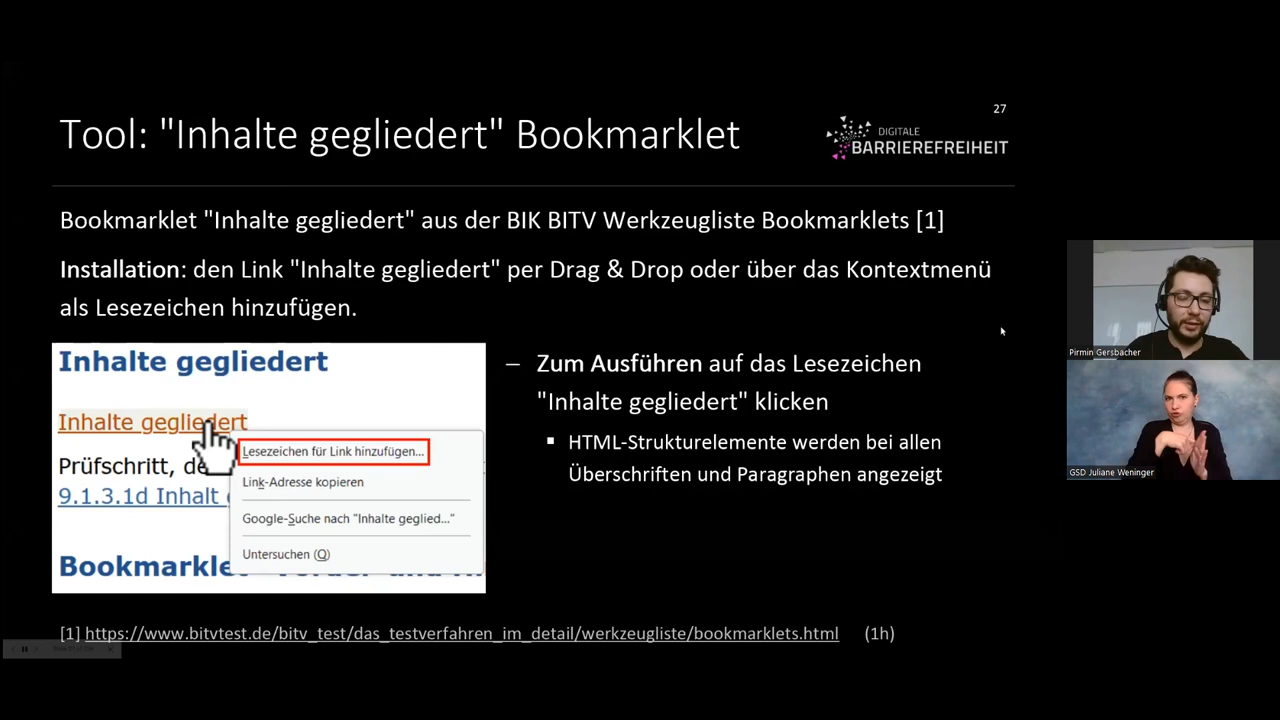 27
Tool: "Inhalte gegliedert" Bookmarklet
DIGITALE
BARRIEREFREIHEIT
Bookmarklet "Inhalte gegliedert" aus der BIK BITV Werkzeugliste Bookmarklets [1]
Installation: den Link "Inhalte gegliedert" per Drag & Drop oder über das Kontextmenü
als Lesezeichen hinzufügen.
Inhalte gegliedert
Inhalte gegliedert
Lesezeichen für Link hinzufügen...
Prüfschritt, de
Link-Adresse kopieren
9.1.3.1d Inhalt
Google-Suche nach "Inhalte geglied..."
Untersuchen (Q)
Bookmarkle
– Zum Ausführen auf das Lesezeichen
"Inhalte gegliedert" klicken
▪ HTML-Strukturelemente werden bei allen
Überschriften und Paragraphen angezeigt
[1] https://www.bitvtest.de/bitv_test/das_testverfahren_im_detail/werkzeugliste/bookmarklets.html (1h)
Pirmin Gersbacher
GSD Juliane Weninger